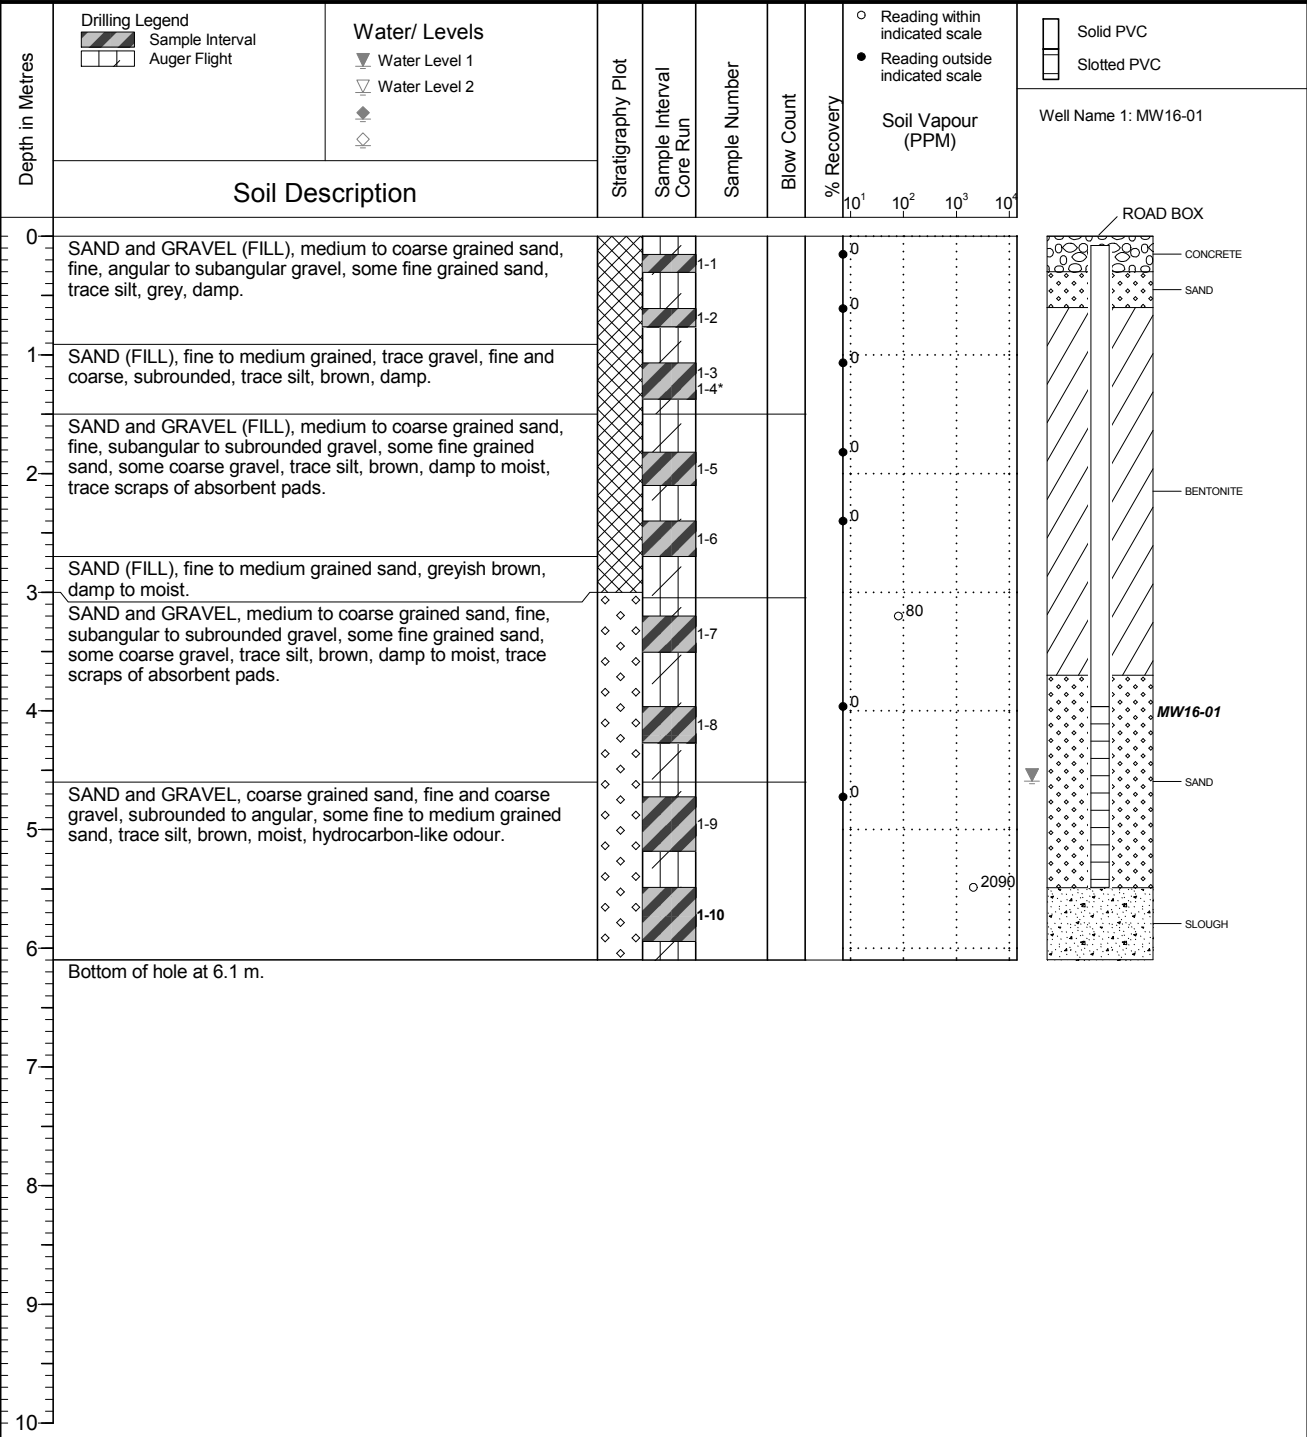 Drilling Legend
Sample Interval
Auger Flight
Water/ Levels
Water Level 1
Water Level 2
Depth in Metres
Soil Description
Stratigraphy Plot
Sample Interval
Core Run
Sample Number
Blow Count
% Recovery
Reading within
indicated scale
Reading outside
indicated scale
Soil Vapour
(PPM)
10¹ 10² 10³ 10⁴
Solid PVC
Slotted PVC
Well Name 1: MW16-01
ROAD BOX
0
SAND and GRAVEL (FILL), medium to coarse grained sand,
fine, angular to subangular gravel, some fine grained sand,
trace silt, grey, damp.
1-1
0
CONCRETE
SAND
1-2
0
1
SAND (FILL), fine to medium grained, trace gravel, fine and
coarse, subrounded, trace silt, brown, damp.
1-3
1-4*
0
SAND and GRAVEL (FILL), medium to coarse grained sand,
fine, subangular to subrounded gravel, some fine grained
sand, some coarse gravel, trace silt, brown, damp to moist,
trace scraps of absorbent pads.
2
1-5
0
BENTONITE
1-6
0
SAND (FILL), fine to medium grained sand, greyish brown,
damp to moist.
3
SAND and GRAVEL, medium to coarse grained sand, fine,
subangular to subrounded gravel, some fine grained sand,
some coarse gravel, trace silt, brown, damp to moist, trace
scraps of absorbent pads.
1-7
80
4
1-8
0
MW16-01
SAND
SAND and GRAVEL, coarse grained sand, fine and coarse
gravel, subrounded to angular, some fine to medium grained
sand, trace silt, brown, moist, hydrocarbon-like odour.
5
1-9
0
1-10
2090
SLOUGH
6
Bottom of hole at 6.1 m.
7
8
9
10